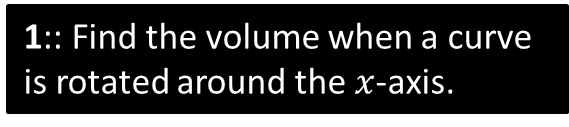 1:: Find the volume when a curve
is rotated around the x-axis.